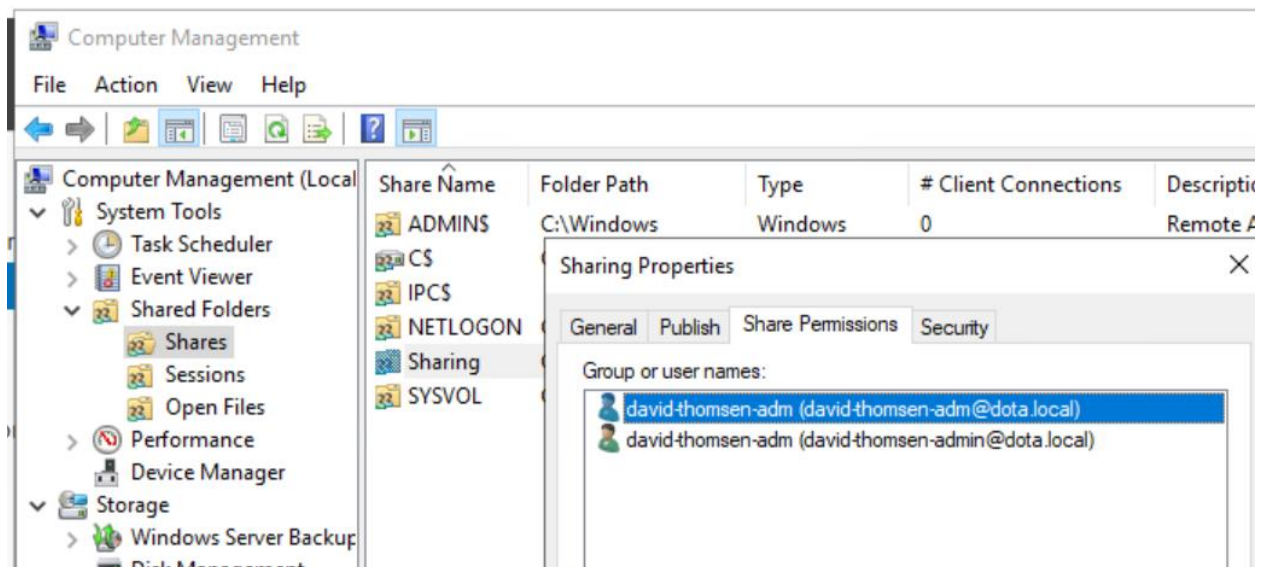 Computer Management
File Action View Help
Computer Management (Local
System Tools
Task Scheduler
Event Viewer
Shared Folders
Shares
Sessions
Open Files
Performance
Device Manager
Storage
Windows Server Backup
Disk Management
Share Name Folder Path Type # Client Connections Descriptic
ADMIN$ C:\Windows Windows 0 Remote A
C$
IPC$
NETLOGON
Sharing
SYSVOL
Sharing Properties
General Publish Share Permissions Security
Group or user names:
david-thomsen-adm (david-thomsen-adm@dota.local)
david-thomsen-adm (david-thomsen-admin@dota.local)